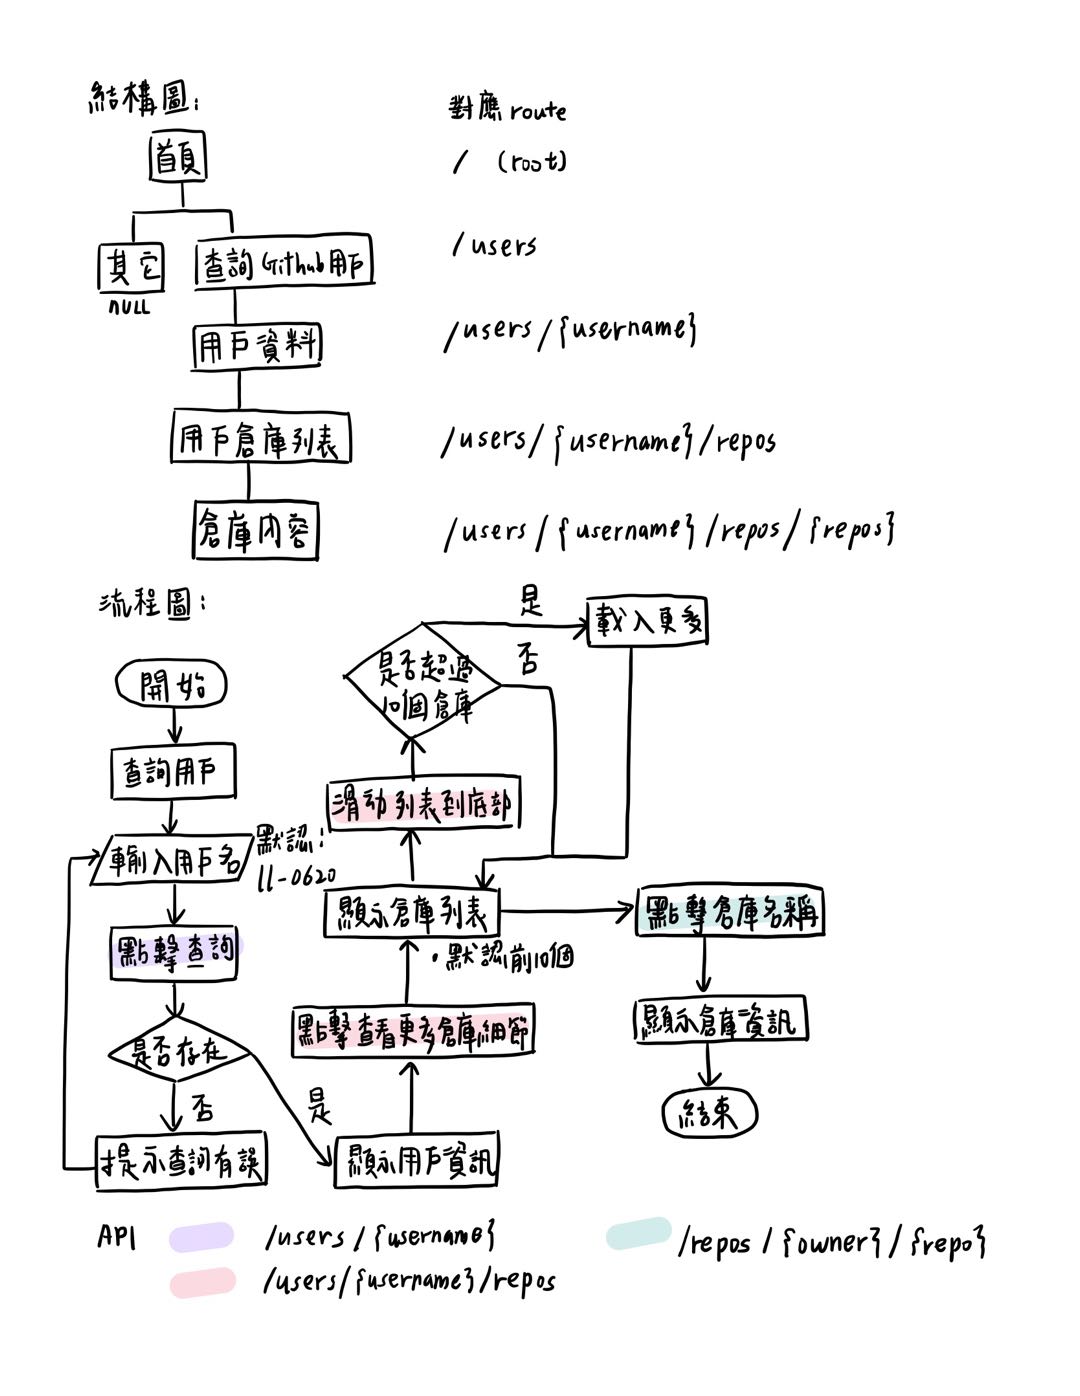 結構圖:
對應 route
首頁
/ (root)
其它
null
查詢 Github 用戶
/users
用戶資料
/users/{username}
用戶倉庫列表
/users/{username}/repos
倉庫內容
/users/{username}/repos/{repos}
流程圖:
開始
查詢用戶
輸入用戶名
默認:
ll-0620
點擊查詢
是否存在
否
是
提示查詢有誤
顯示用戶資訊
點擊查看更多倉庫細節
顯示倉庫列表
·默認前10個
滑动列表到底部
是否超過
10個倉庫
是
否
載入更多
點擊倉庫名稱
顯示倉庫資訊
結束
API
/users/{username}
/users/{username}/repos
/repos/{owner}/{repo}